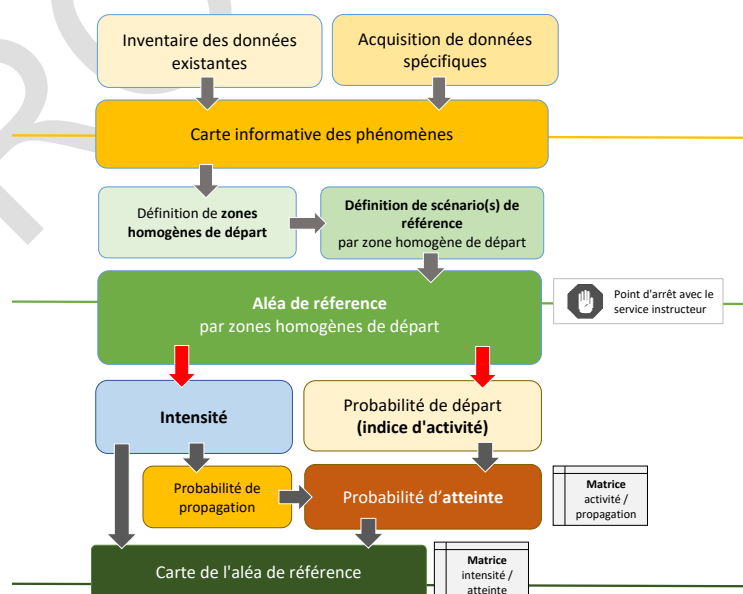 Inventaire des données
existantes
Acquisition de données
spécifiques
Carte informative des phénomènes
Définition de zones
homogènes de départ
Définition de scénario(s) de
référence
par zone homogène de départ
Aléa de réference
par zones homogènes de départ
Point d'arrêt avec le
service instructeur
Intensité
Probabilité de départ
(indice d'activité)
Probabilité de
propagation
Probabilité d'atteinte
Matrice
activité /
propagation
Carte de l'aléa de référence
Matrice
intensité /
atteinte